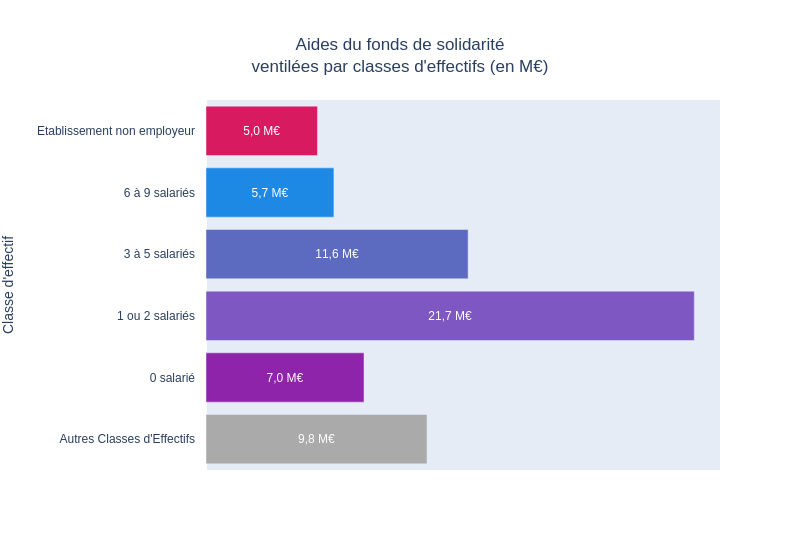 Aides du fonds de solidarité
ventilées par classes d'effectifs (en M€)
Classe d'effectif
Etablissement non employeur
5,0 M€
6 à 9 salariés
5,7 M€
3 à 5 salariés
11,6 M€
1 ou 2 salariés
21,7 M€
0 salarié
7,0 M€
Autres Classes d'Effectifs
9,8 M€